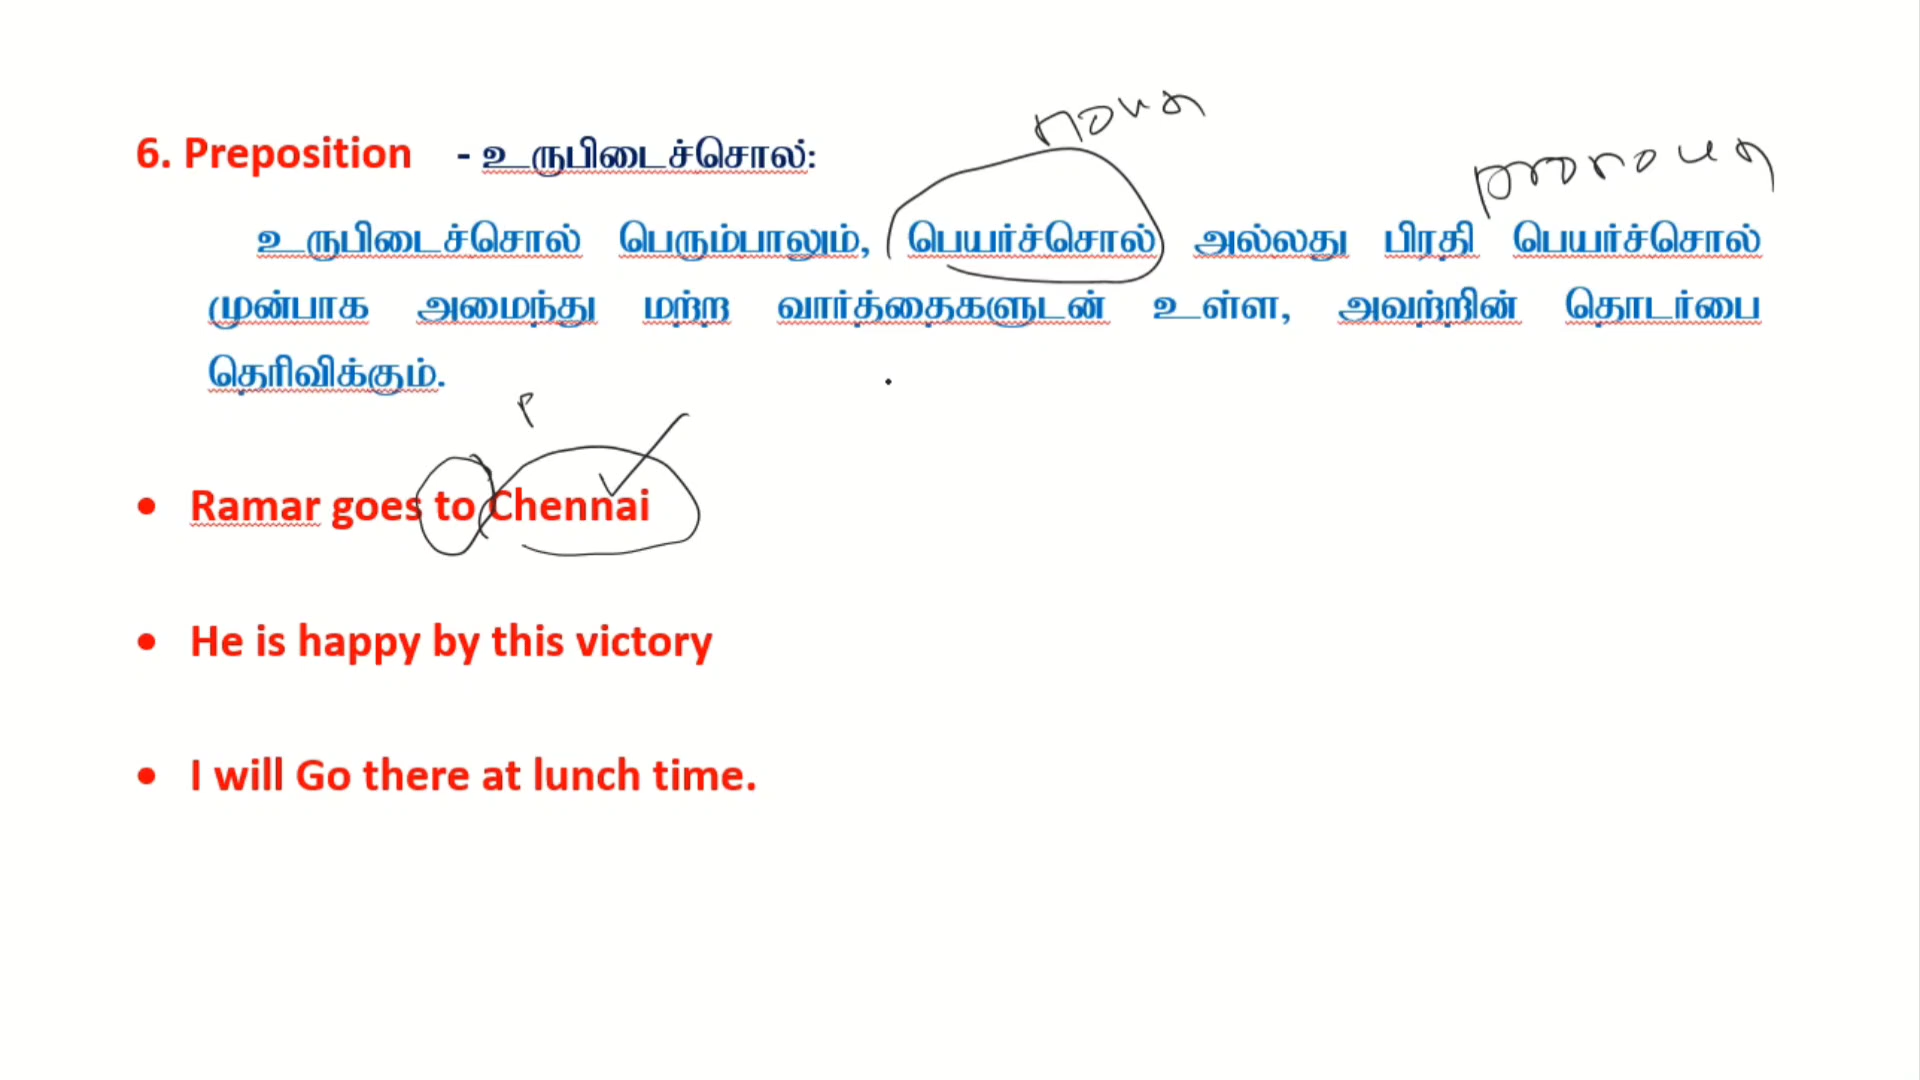 noun
6. Preposition - உருபிடைச்சொல்:
pronoun
உருபிடைச்சொல் பெரும்பாலும், பெயர்ச்சொல் அல்லது பிரதி பெயர்ச்சொல்
முன்பாக அமைந்து மற்ற வார்த்தைகளுடன் உள்ள, அவற்றின் தொடர்பை
தெரிவிக்கும்.
• Ramar goes to Chennai
• He is happy by this victory
• I will Go there at lunch time.